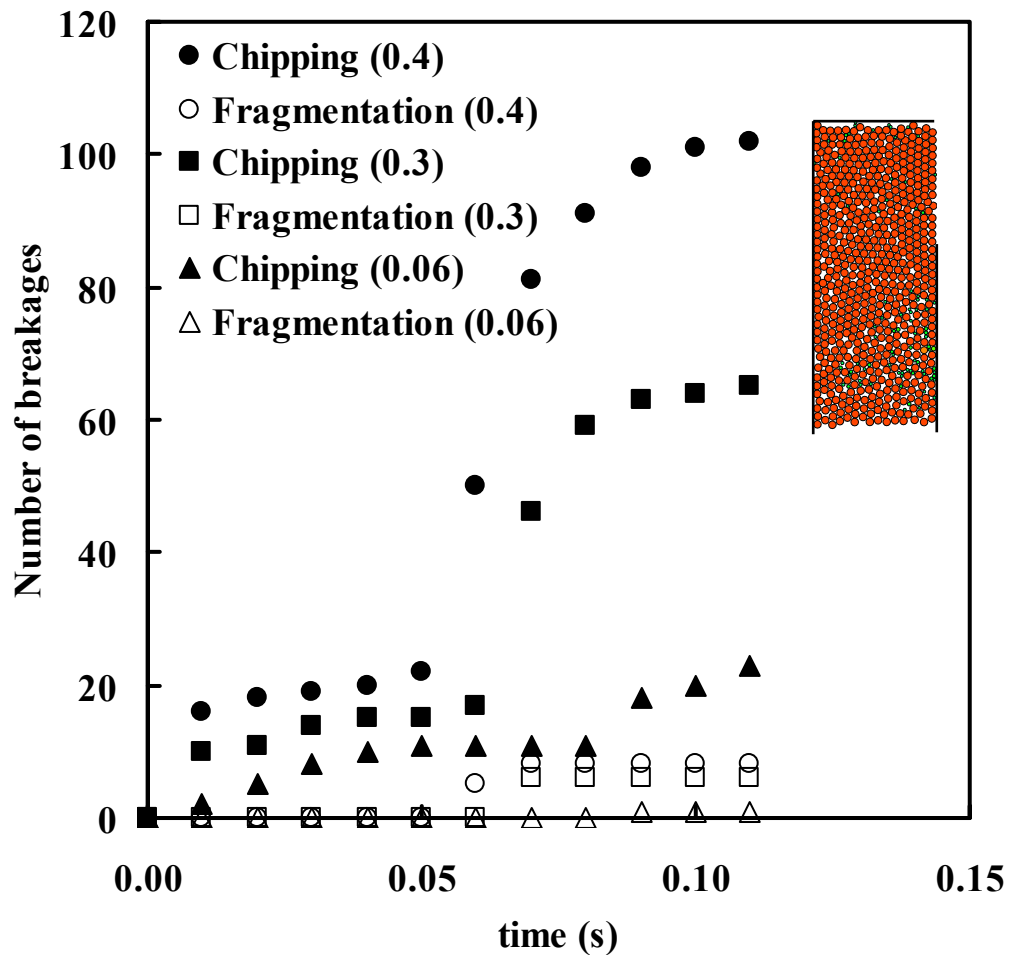 120
100
80
60
40
20
0
Number of breakages
Chipping (0.4)
Fragmentation (0.4)
Chipping (0.3)
Fragmentation (0.3)
Chipping (0.06)
Fragmentation (0.06)
0.00 0.05 0.10 0.15
time (s)